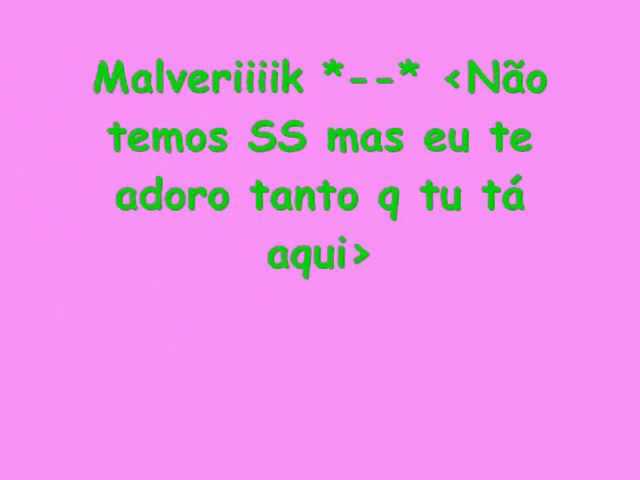 Malveriiiik *--* <Não
temos SS mas eu te
adoro tanto q tu tá
aqui>